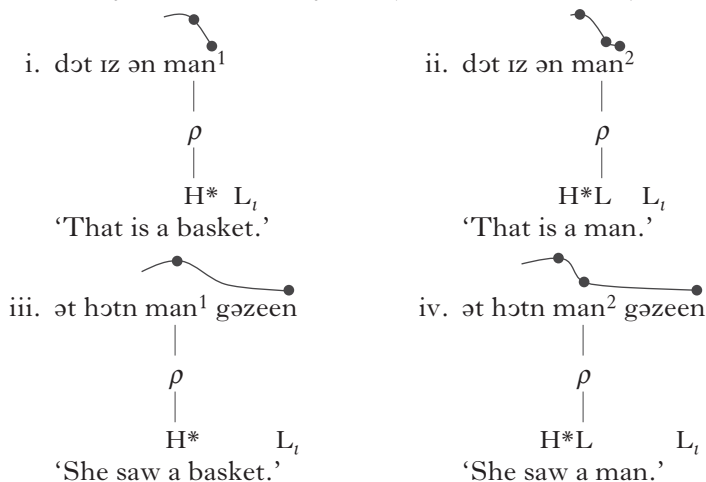 i. dɔt ɪz ən man¹
ii. dɔt ɪz ən man²
ρ
ρ
H* Lι
H*L Lι
‘That is a basket.’
‘That is a man.’
iii. ət hɔtn man¹ gəzeen
iv. ət hɔtn man² gəzeen
ρ
ρ
H* Lι
H*L Lι
‘She saw a basket.’
‘She saw a man.’